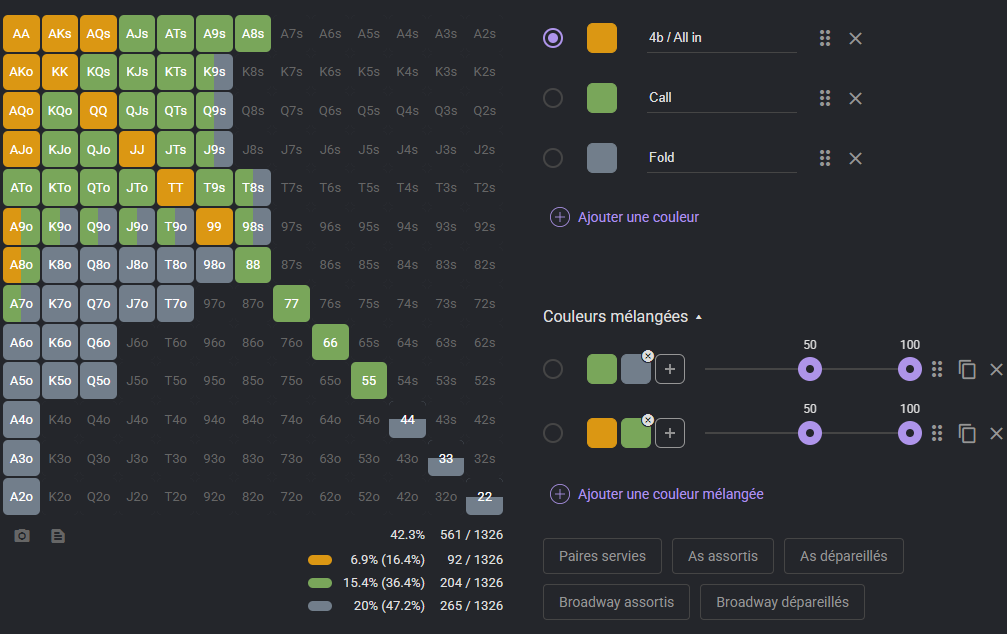 AA AKs AQs AJs ATs A9s A8s A7s A6s A5s A4s A3s A2s
AKo KK KQs KJs KTs K9s K8s K7s K6s K5s K4s K3s K2s
AQo KQo QQ QJs QTs Q9s Q8s Q7s Q6s Q5s Q4s Q3s Q2s
AJo KJo QJo JJ JTs J9s J8s J7s J6s J5s J4s J3s J2s
ATo KTo QTo JTo TT T9s T8s T7s T6s T5s T4s T3s T2s
A9o K9o Q9o J9o T9o 99 98s 97s 96s 95s 94s 93s 92s
A8o K8o Q8o J8o T8o 98o 88 87s 86s 85s 84s 83s 82s
A7o K7o Q7o J7o T7o 97o 87o 77 76s 75s 74s 73s 72s
A6o K6o Q6o J6o T6o 96o 86o 76o 66 65s 64s 63s 62s
A5o K5o Q5o J5o T5o 95o 85o 75o 65o 55 54s 53s 52s
A4o K4o Q4o J4o T4o 94o 84o 74o 64o 54o 44 43s 42s
A3o K3o Q3o J3o T3o 93o 83o 73o 63o 53o 43o 33 32s
A2o K2o Q2o J2o T2o 92o 82o 72o 62o 52o 42o 32o 22
42.3% 561 / 1326
6.9% (16.4%) 92 / 1326
15.4% (36.4%) 204 / 1326
20% (47.2%) 265 / 1326
4b / All in
Call
Fold
Ajouter une couleur
Couleurs mélangées
50 100
50 100
Ajouter une couleur mélangée
Paires servies As assortis As dépareillés
Broadway assortis Broadway dépareillés